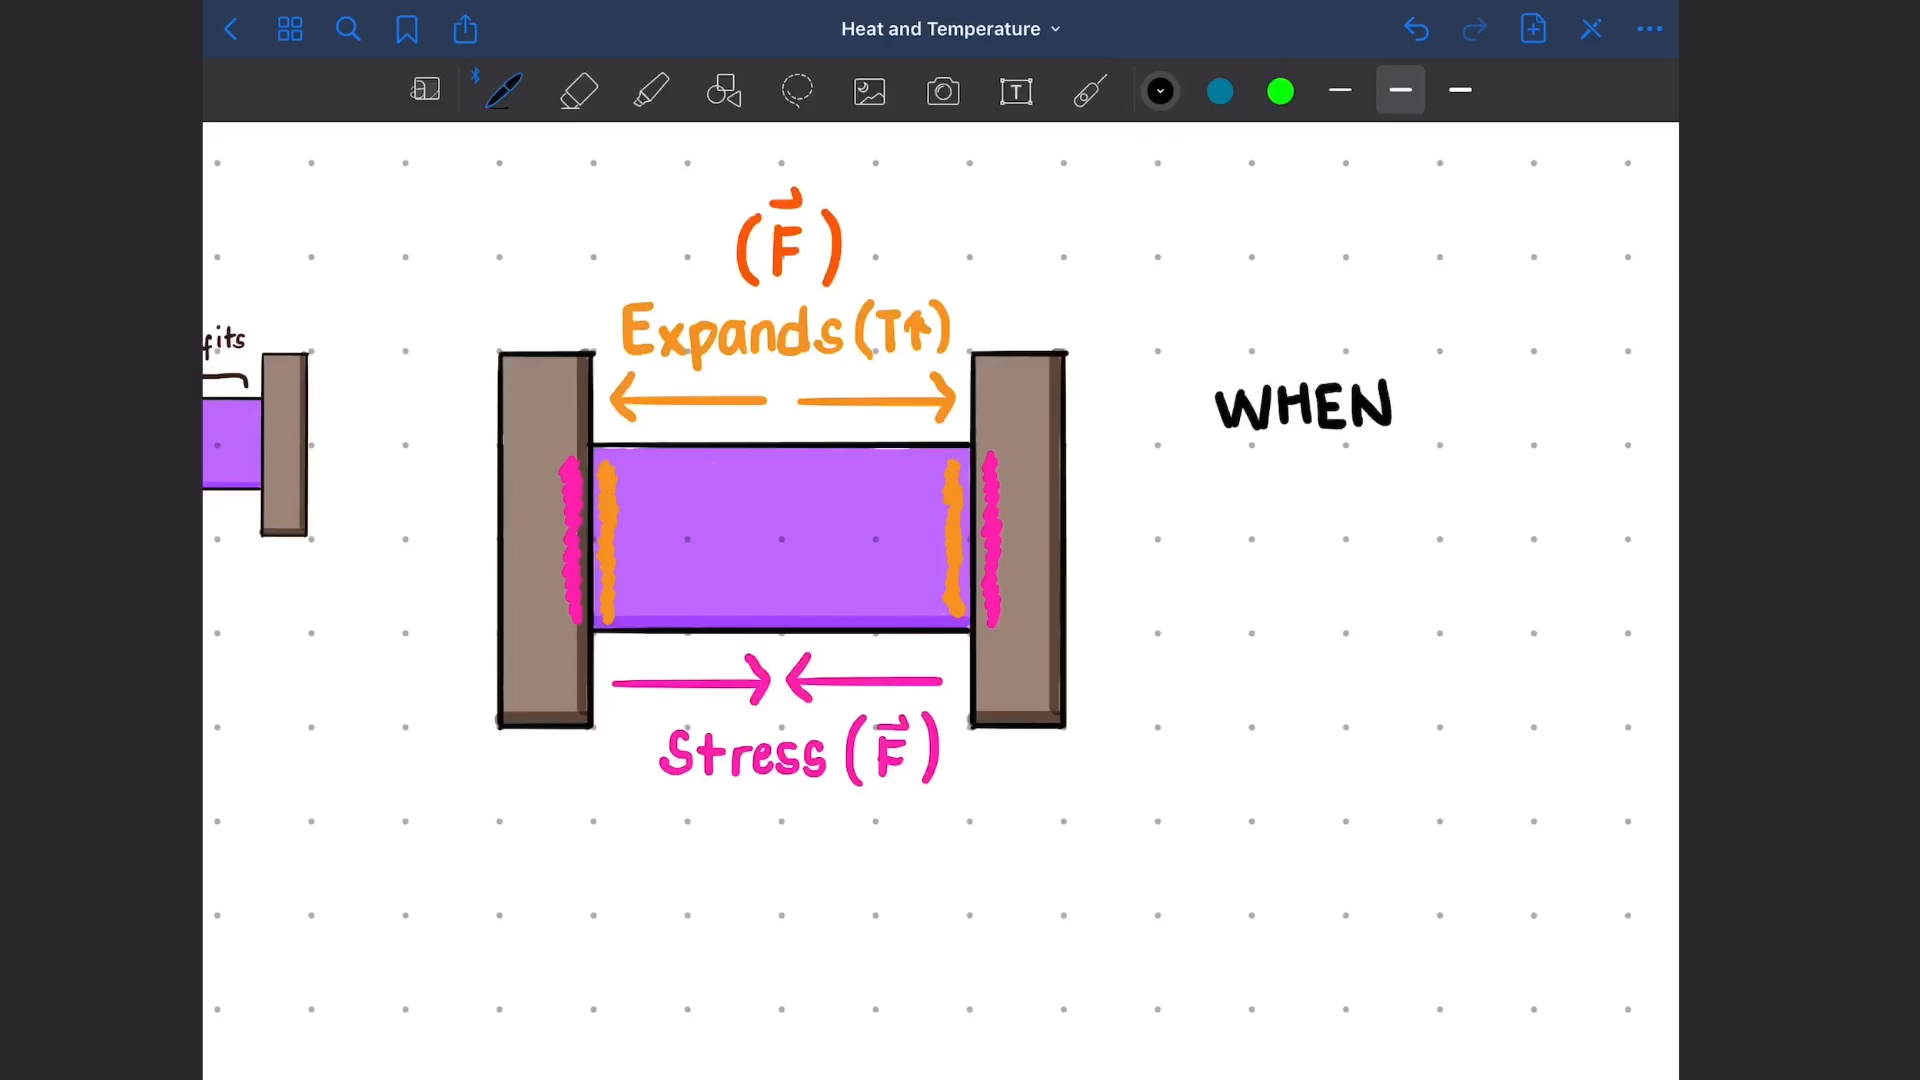 Heat and Temperature
T
(F⃗)
Expands (T↑)
fits
WHEN
Stress (F⃗)